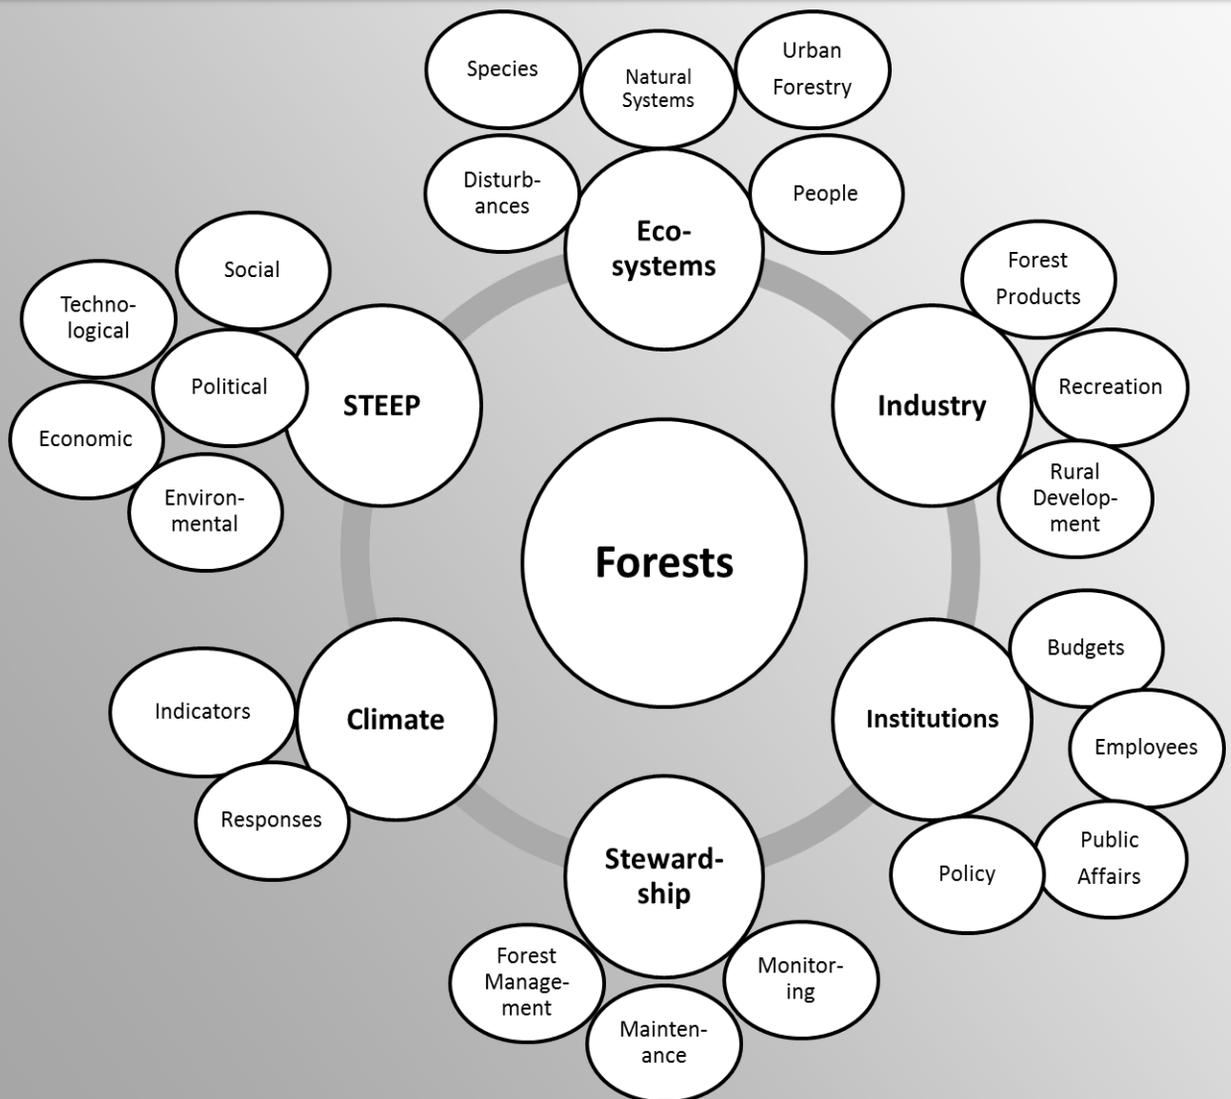 Species
Natural
Systems
Urban
Forestry
Disturb-
ances
People
Eco-
systems
Social
Techno-
logical
Political
Economic
Environ-
mental
STEEP
Forest
Products
Recreation
Rural
Develop-
ment
Industry
Forests
Indicators
Responses
Climate
Budgets
Employees
Public
Affairs
Policy
Institutions
Steward-
ship
Forest
Manage-
ment
Mainten-
ance
Monitor-
ing